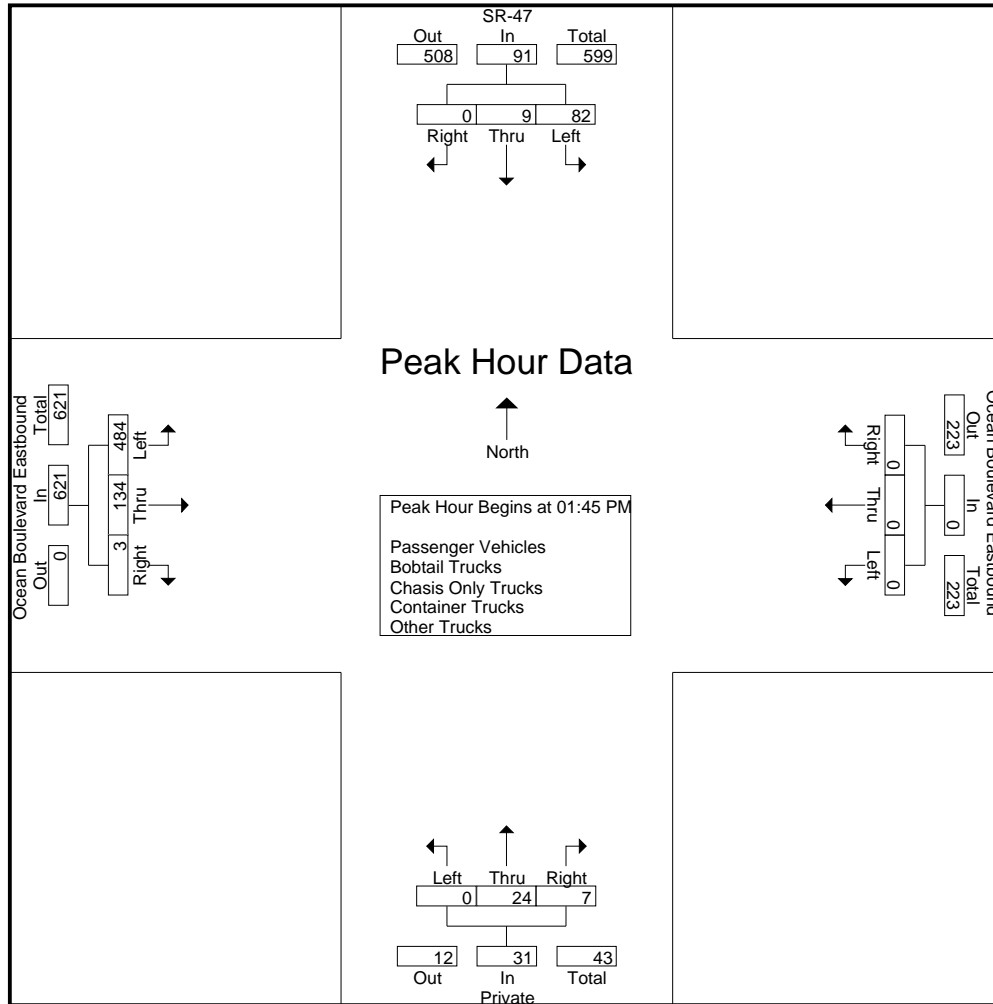 SR-47
Out In Total
508 91 599
0 9 82
Right Thru Left
Peak Hour Data
North
Peak Hour Begins at 01:45 PM
Passenger Vehicles
Bobtail Trucks
Chasis Only Trucks
Container Trucks
Other Trucks
Ocean Boulevard Eastbound
Out In Total
0 621 621
3 134 484
Right Thru Left
Ocean Boulevard Eastbound
Out In Total
223 0 223
0 0 0
Right Thru Left
Left Thru Right
0 24 7
12 31 43
Out In Total
Private